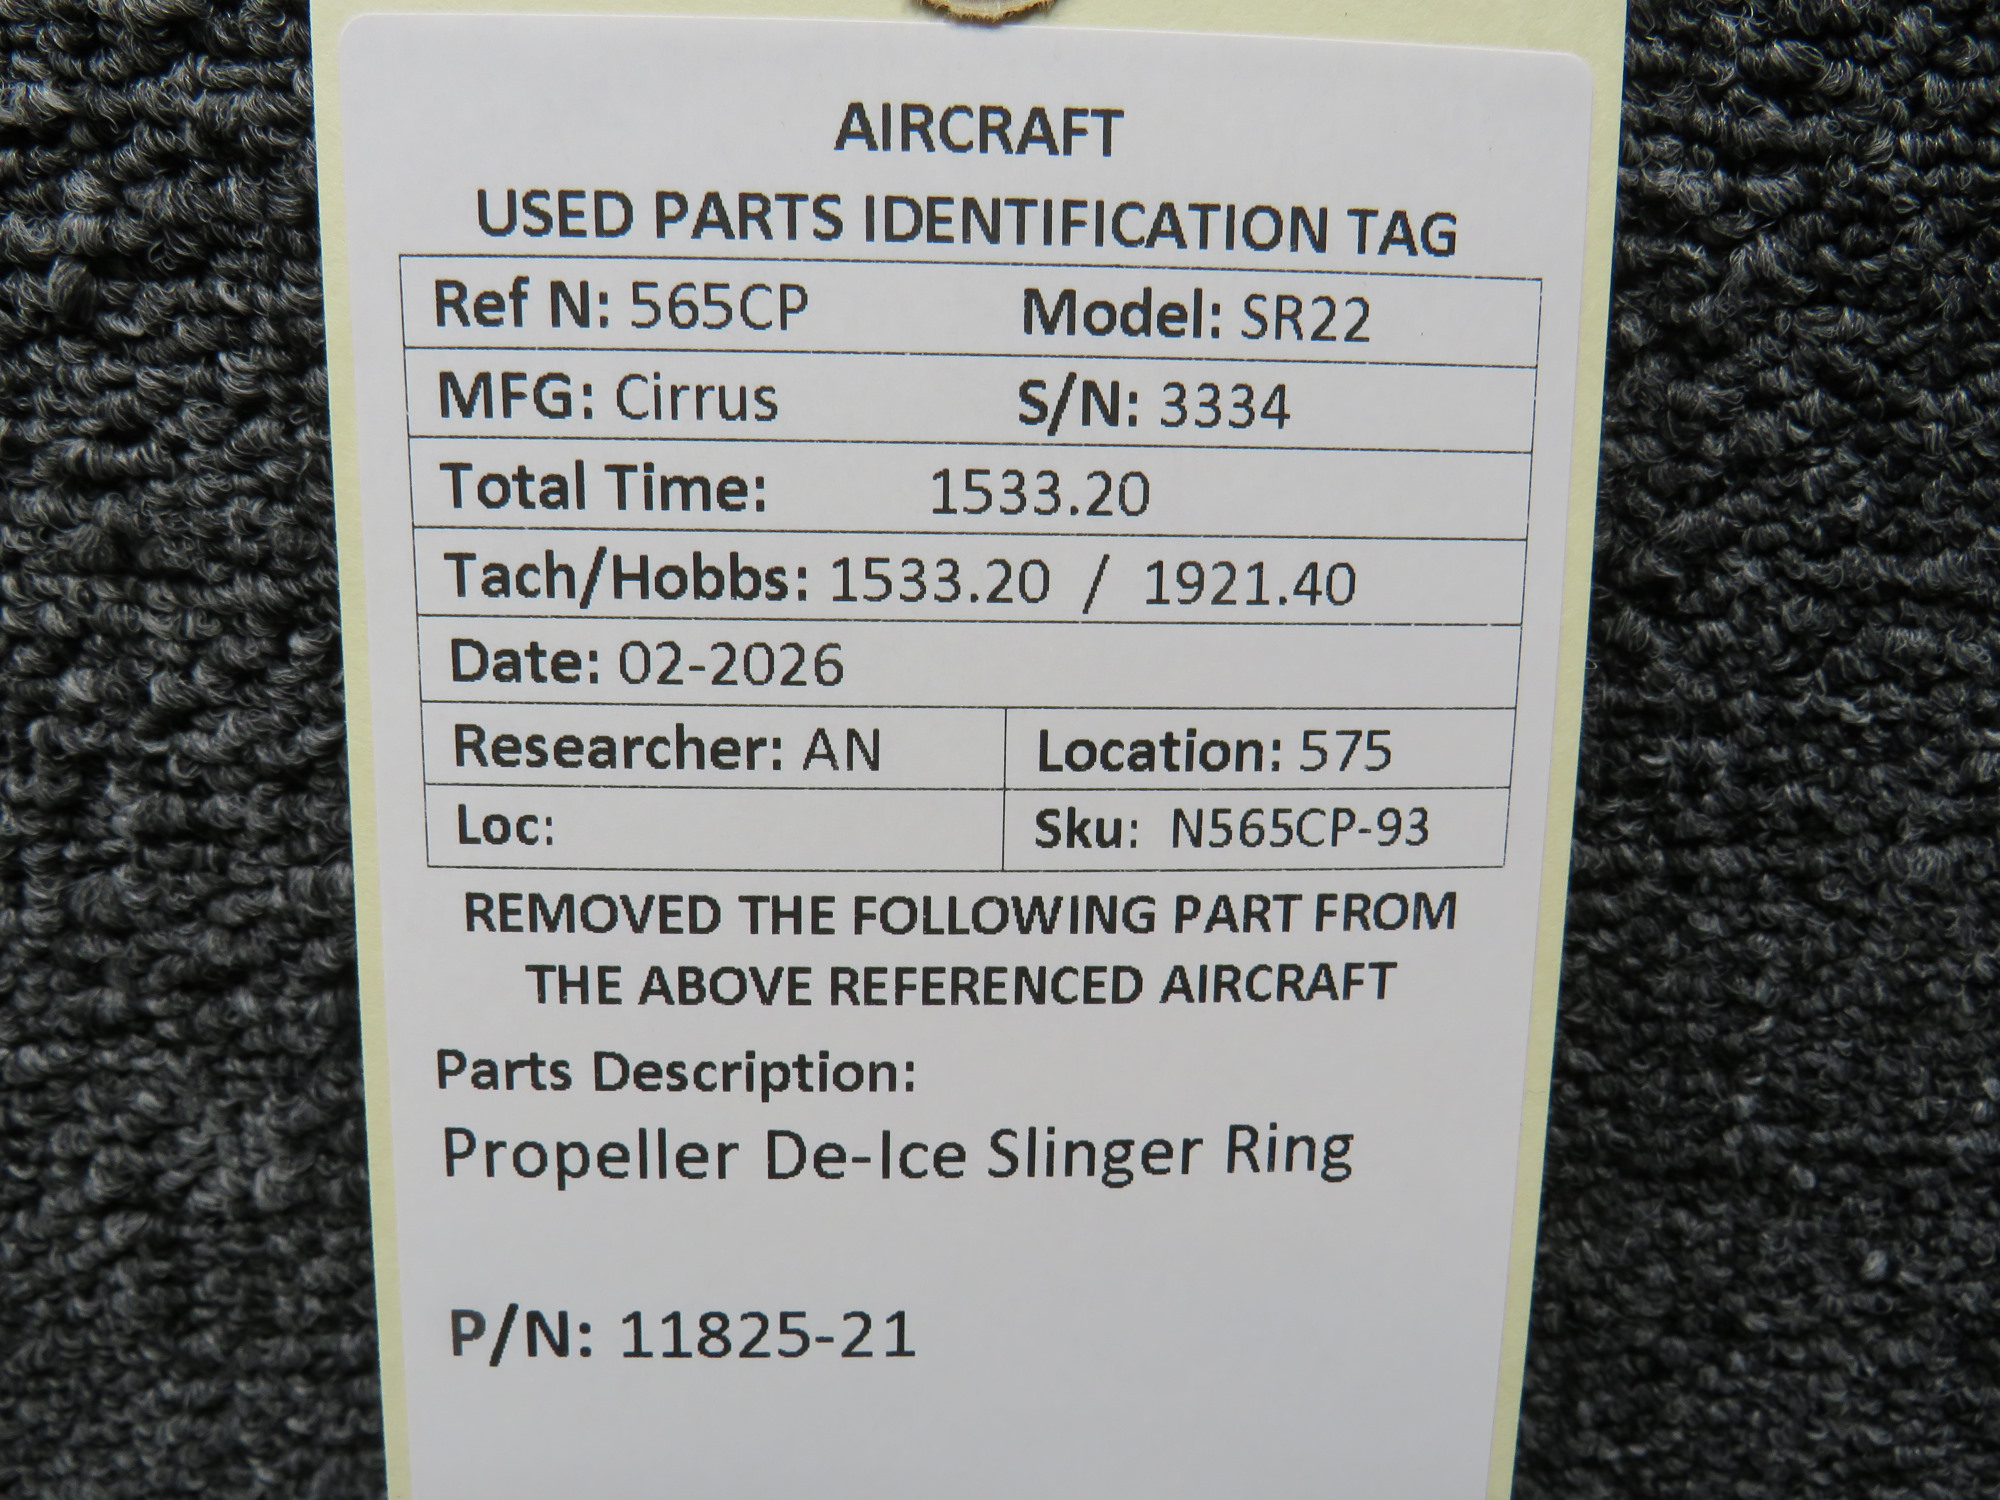 AIRCRAFT
USED PARTS IDENTIFICATION TAG
Ref N: 565CP Model: SR22
MFG: Cirrus S/N: 3334
Total Time: 1533.20
Tach/Hobbs: 1533.20 / 1921.40
Date: 02-2026
Researcher: AN Location: 575
Loc: Sku: N565CP-93
REMOVED THE FOLLOWING PART FROM
THE ABOVE REFERENCED AIRCRAFT
Parts Description:
Propeller De-Ice Slinger Ring
P/N: 11825-21